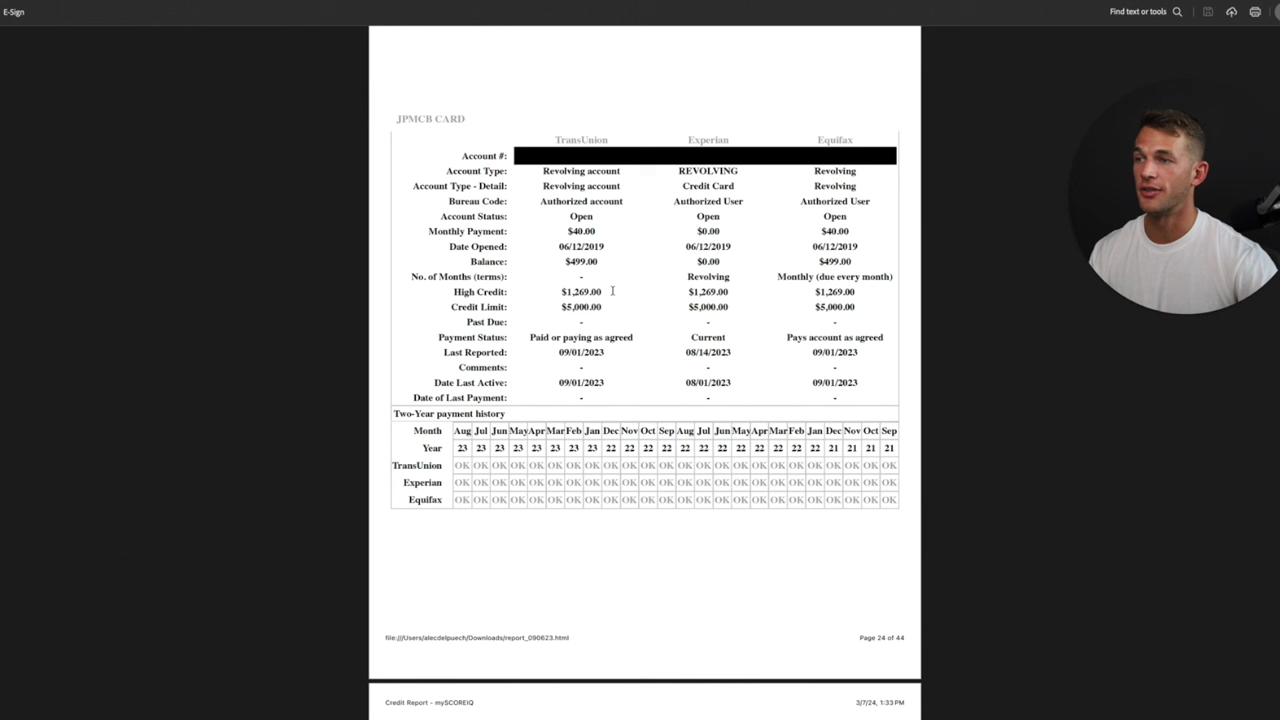 E-Sign
Find text or tools
JPMCB CARD
TransUnion Experian Equifax
Account #:
Account Type: Revolving account REVOLVING Revolving
Account Type - Detail: Revolving account Credit Card Revolving
Bureau Code: Authorized account Authorized User Authorized User
Account Status: Open Open Open
Monthly Payment: $40.00 $0.00 $40.00
Date Opened: 06/12/2019 06/12/2019 06/12/2019
Balance: $499.00 $0.00 $499.00
No. of Months (terms): - Revolving Monthly (due every month)
High Credit: $1,269.00 $1,269.00 $1,269.00
Credit Limit: $5,000.00 $5,000.00 $5,000.00
Past Due: - - -
Payment Status: Paid or paying as agreed Current Pays account as agreed
Last Reported: 09/01/2023 08/14/2023 09/01/2023
Comments: - - -
Date Last Active: 09/01/2023 08/01/2023 09/01/2023
Date of Last Payment: - - -
Two-Year payment history
Month Aug Jul Jun May Apr Mar Feb Jan Dec Nov Oct Sep Aug Jul Jun May Apr Mar Feb Jan Dec Nov Oct Sep
Year 23 23 23 23 23 23 23 23 22 22 22 22 22 22 22 22 22 22 22 22 21 21 21 21
TransUnion OK OK OK OK OK OK OK OK OK OK OK OK OK OK OK OK OK OK OK OK OK OK OK OK
Experian OK OK OK OK OK OK OK OK OK OK OK OK OK OK OK OK OK OK OK OK OK OK OK OK
Equifax OK OK OK OK OK OK OK OK OK OK OK OK OK OK OK OK OK OK OK OK OK OK OK OK
file:///Users/alecdelpuech/Downloads/report_090623.html Page 24 of 44
Credit Report - mySCOREIQ 3/7/24, 1:33 PM